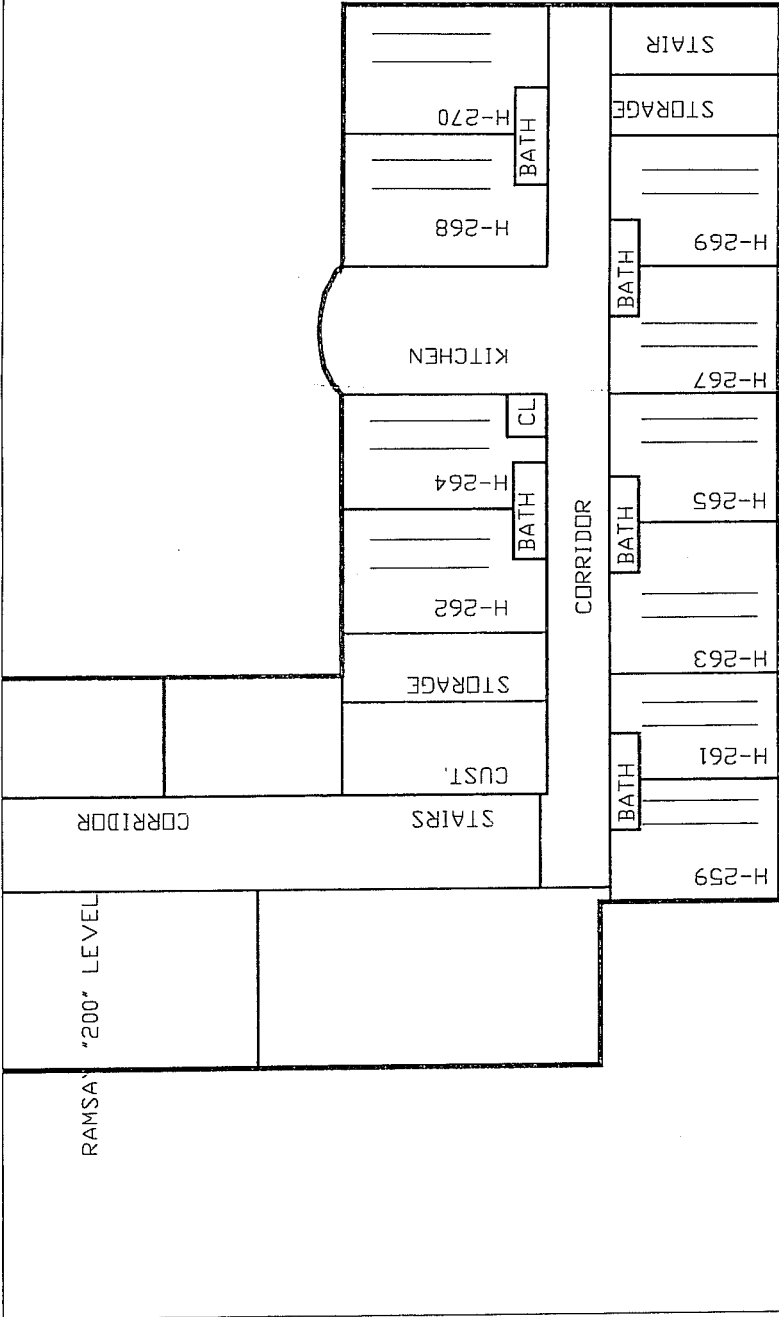 STAIR
STORAGE
H-270
BATH
H-268
H-269
BATH
KITCHEN
H-267
CL
H-264
BATH
H-265
BATH
CORRIDOR
H-262
H-263
STORAGE
H-261
CUST.
BATH
CORRIDOR
STAIRS
H-259
RAMSAY "200" LEVEL